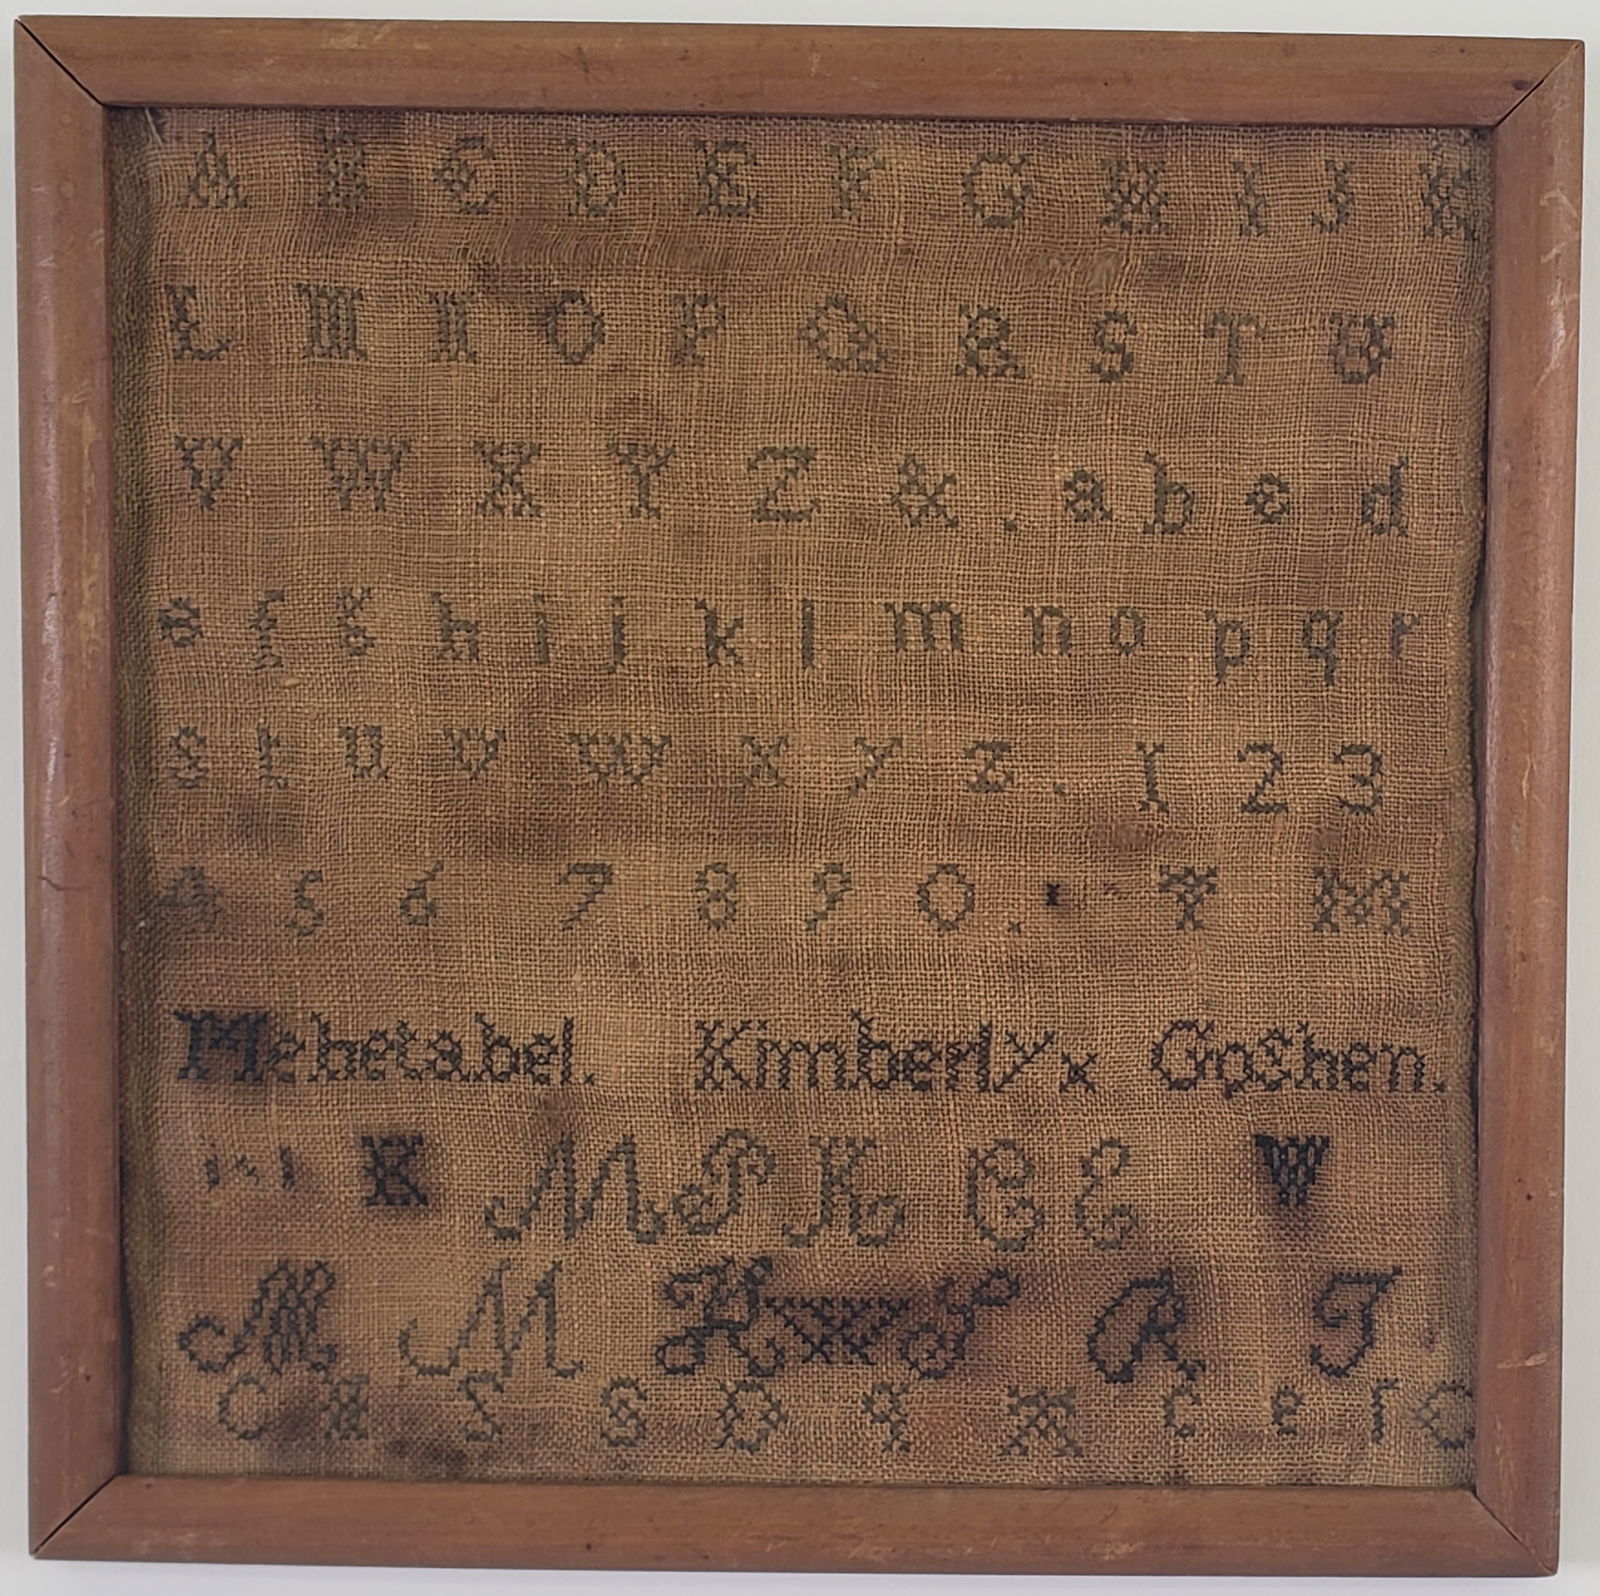 A B C D E F G H I J K
L M N O P Q R S T U
V W X Y Z & . a b c d
e f g h i j k l m n o p q r
s t u v w x y z . 1 2 3
4 5 6 7 8 9 0 . Y M
Mehetabel. Kimberly x Goshen.
K M P K C C W
M M K W S R T
C H S S O q X c e r O